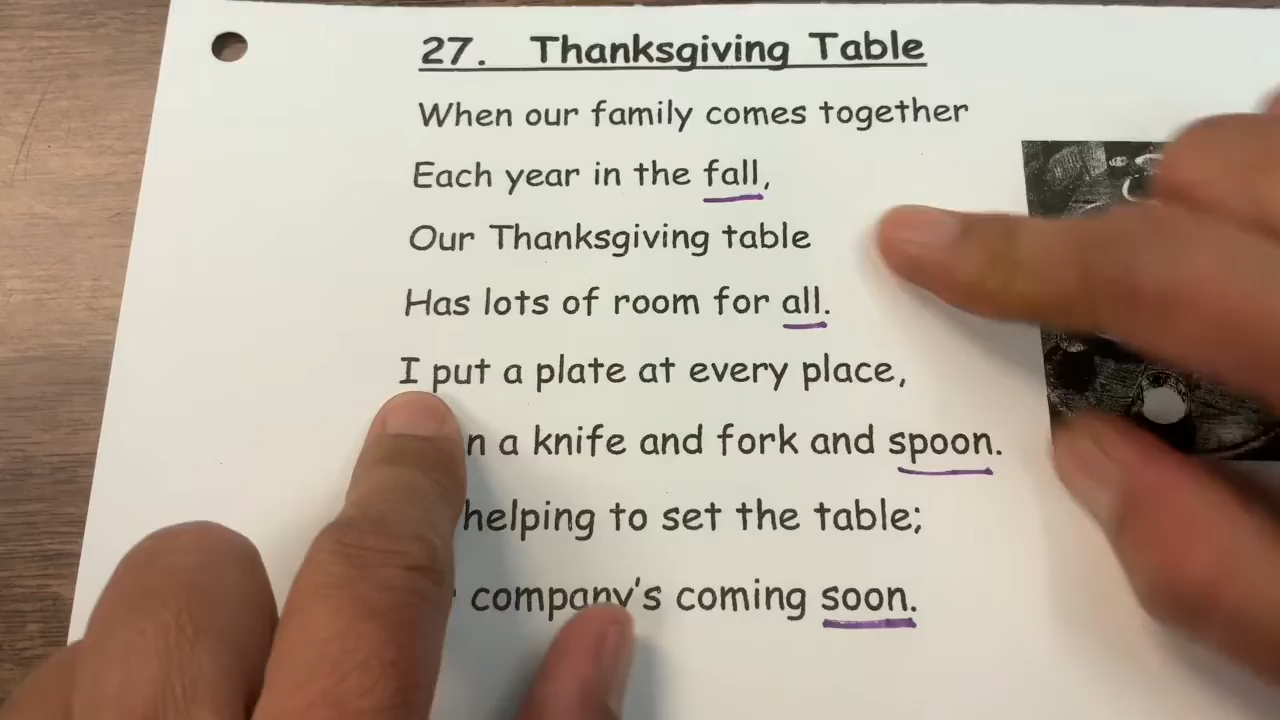 27. Thanksgiving Table
When our family comes together
Each year in the fall,
Our Thanksgiving table
Has lots of room for all.
I put a plate at every place,
a knife and fork and spoon.
helping to set the table;
company's coming soon.